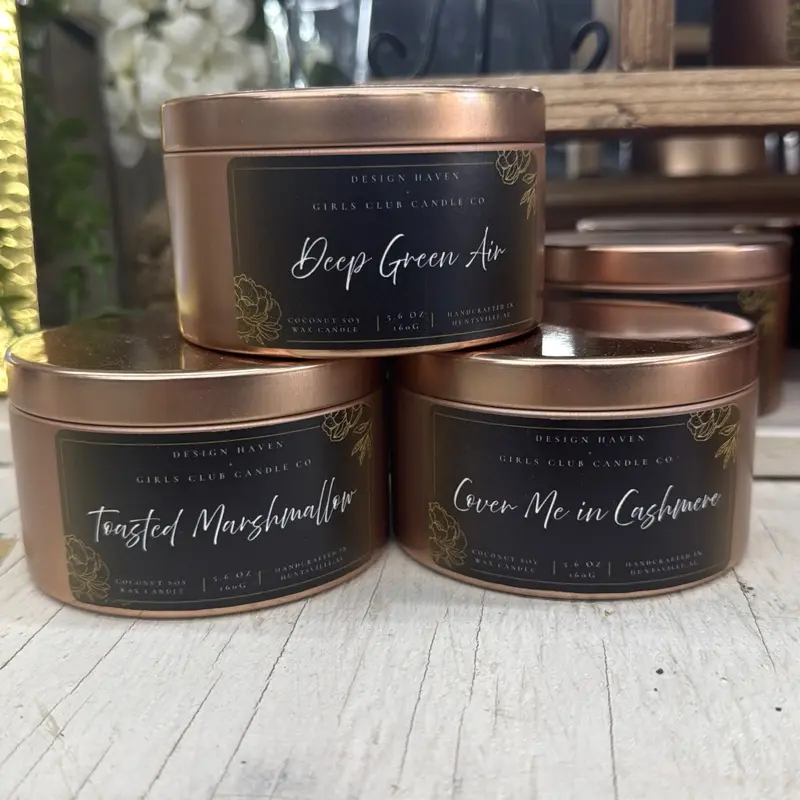 DESIGN HAVEN
GIRLS CLUB CANDLE CO
Deep Green Air
COCONUT SOY
WAX CANDLE
5.6 OZ
160G
HANDCRAFTED IN
HUNTSVILLE, AL
DESIGN HAVEN
GIRLS CLUB CANDLE CO
Toasted Marshmallow
COCONUT SOY
WAX CANDLE
5.6 OZ
160G
HANDCRAFTED IN
HUNTSVILLE, AL
DESIGN HAVEN
GIRLS CLUB CANDLE CO
Cover Me in Cashmere
COCONUT SOY
WAX CANDLE
5.6 OZ
160G
HANDCRAFTED IN
HUNTSVILLE, AL